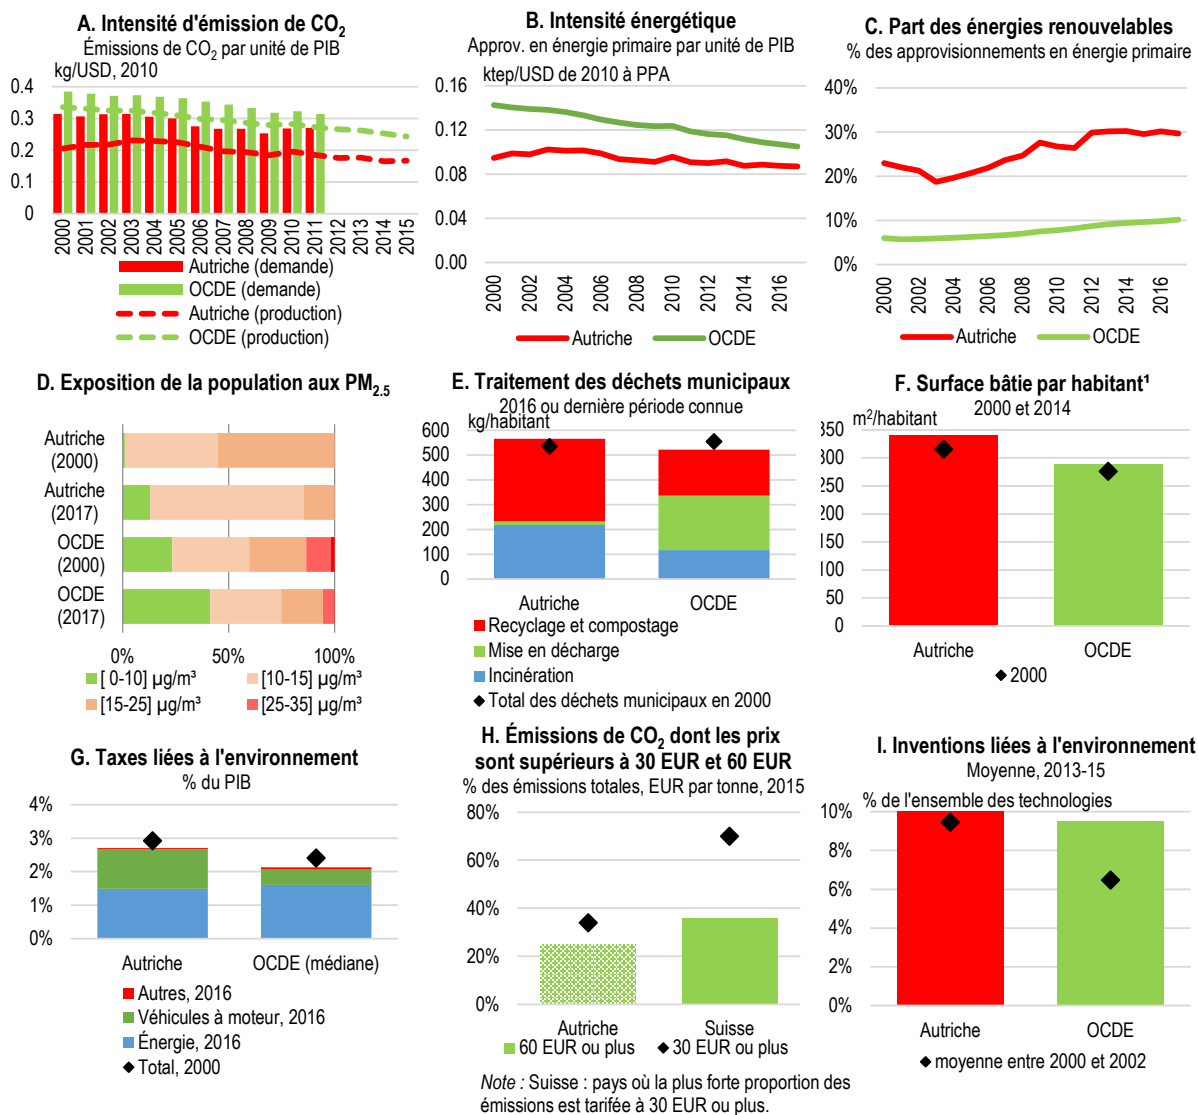 A. Intensité d'émission de CO₂
Émissions de CO₂ par unité de PIB
kg/USD, 2010
0.4
0.3
0.2
0.1
0
2000
2001
2002
2003
2004
2005
2006
2007
2008
2009
2010
2011
2012
2013
2014
2015
Autriche (demande)
OCDE (demande)
Autriche (production)
OCDE (production)
B. Intensité énergétique
Approv. en énergie primaire par unité de PIB
ktep/USD de 2010 à PPA
0.16
0.12
0.08
0.04
0.00
2000
2002
2004
2006
2008
2010
2012
2014
2016
Autriche
OCDE
C. Part des énergies renouvelables
% des approvisionnements en énergie primaire
40%
30%
20%
10%
0%
2000
2002
2004
2006
2008
2010
2012
2014
2016
Autriche
OCDE
D. Exposition de la population aux PM₂.₅
Autriche
(2000)
Autriche
(2017)
OCDE
(2000)
OCDE
(2017)
0%
50%
100%
[ 0-10] µg/m³
[10-15] µg/m³
[15-25] µg/m³
[25-35] µg/m³
E. Traitement des déchets municipaux
2016 ou dernière période connue
kg/habitant
600
500
400
300
200
100
0
Autriche
OCDE
Recyclage et compostage
Mise en décharge
Incinération
Total des déchets municipaux en 2000
F. Surface bâtie par habitant¹
2000 et 2014
m²/habitant
350
300
250
200
150
100
50
0
Autriche
OCDE
2000
G. Taxes liées à l'environnement
% du PIB
4%
3%
2%
1%
0%
Autriche
OCDE (médiane)
Autres, 2016
Véhicules à moteur, 2016
Énergie, 2016
Total, 2000
H. Émissions de CO₂ dont les prix
sont supérieurs à 30 EUR et 60 EUR
% des émissions totales, EUR par tonne, 2015
80%
60%
40%
20%
0%
Autriche
Suisse
60 EUR ou plus
30 EUR ou plus
Note : Suisse : pays où la plus forte proportion des
émissions est tarifée à 30 EUR ou plus.
I. Inventions liées à l'environnement
Moyenne, 2013-15
% de l'ensemble des technologies
10%
8%
6%
4%
2%
0%
Autriche
OCDE
moyenne entre 2000 et 2002